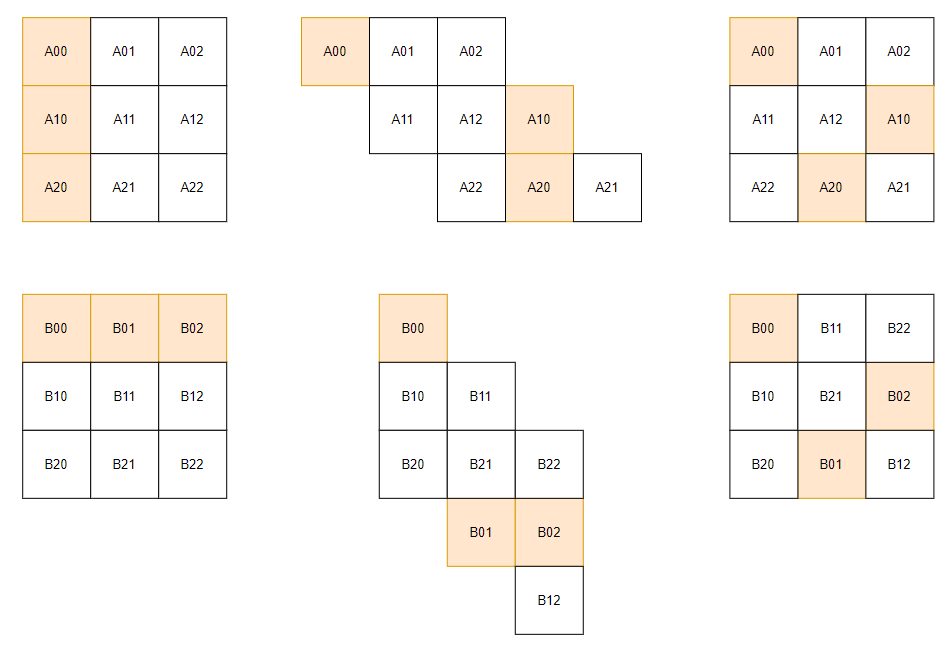 A00 A01 A02 A00 A01 A02 A00 A01 A02
A10 A11 A12 A11 A12 A10 A11 A12 A10
A20 A21 A22 A22 A20 A21 A22 A20 A21
B00 B01 B02 B00 B00 B11 B22
B10 B11 B12 B10 B11 B10 B21 B02
B20 B21 B22 B20 B21 B22 B20 B01 B12
B01 B02
B12